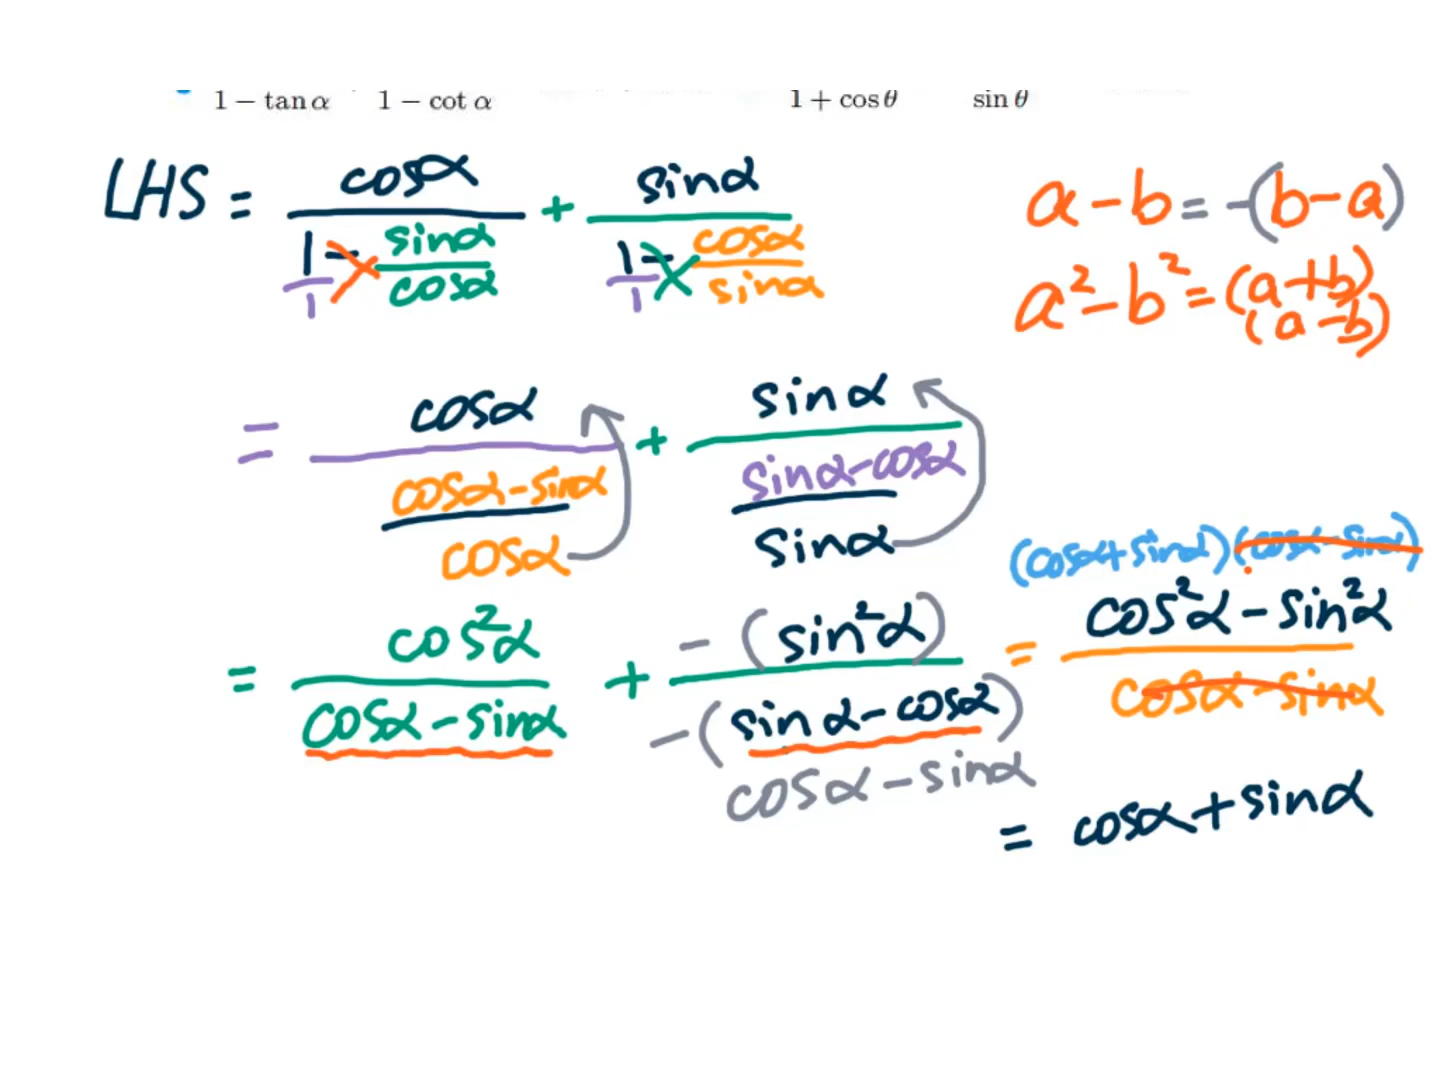 1 − tan α    1 − cot α    1 + cos θ    sin θ
LHS = cosα / (1/1 − sinα/cosα) + sinα / (1/1 − cosα/sinα)
a − b = −(b − a)
a² − b² = (a + b)
(a − b)
= cosα / ((cosα − sinα)/cosα) + sinα / ((sinα − cosα)/sinα)
= cos²α / (cosα − sinα) + −(sin²α) / −(sinα − cosα)
cosα − sinα
(cosα + sinα)(cosα − sinα)
= cos²α − sin²α / cosα − sinα
= cosα + sinα